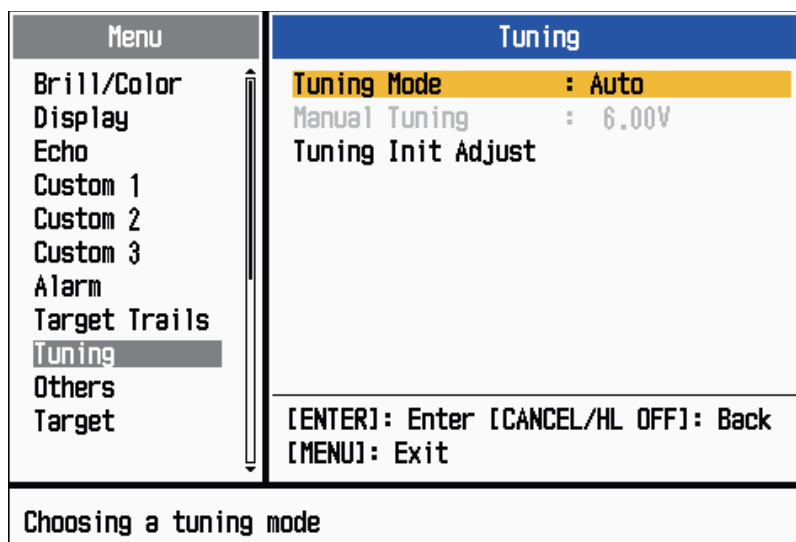 Menu
Brill/Color
Display
Echo
Custom 1
Custom 2
Custom 3
Alarm
Target Trails
Tuning
Others
Target
Tuning
Tuning Mode : Auto
Manual Tuning : 6.00V
Tuning Init Adjust
[ENTER]: Enter [CANCEL/HL OFF]: Back
[MENU]: Exit
Choosing a tuning mode